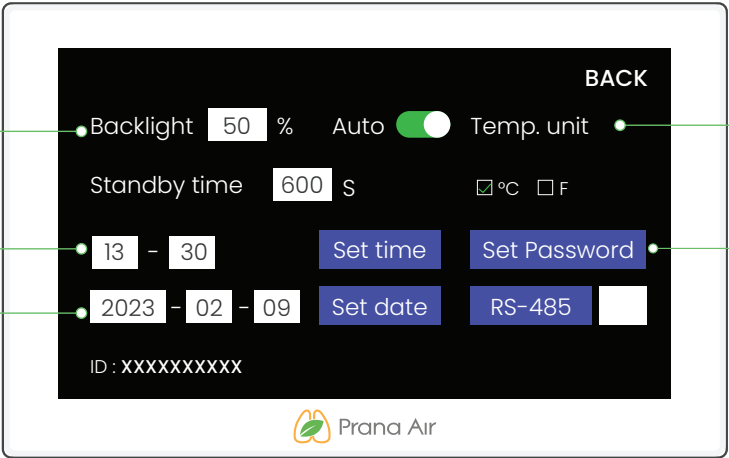 BACK
Backlight 50 % Auto Temp. unit
Standby time 600 S °C F
13 - 30 Set time Set Password
2023 - 02 - 09 Set date RS-485
ID : XXXXXXXXXX
Prana Air